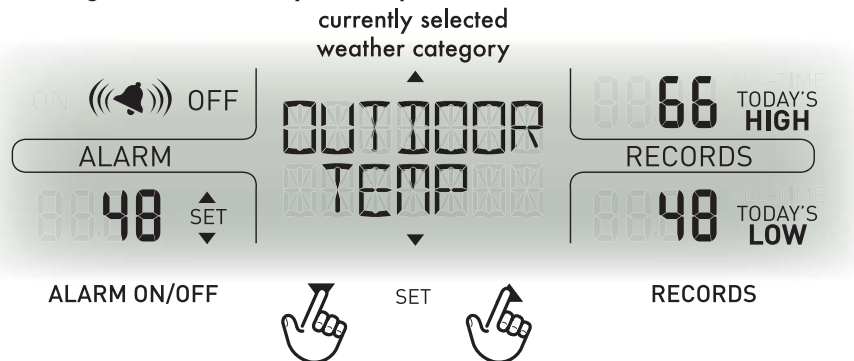 currently selected
weather category
ON OFF
ALARM
48 SET
OUTDOOR
TEMP
66 TODAY'S
HIGH
RECORDS
48 TODAY'S
LOW
ALARM ON/OFF SET RECORDS